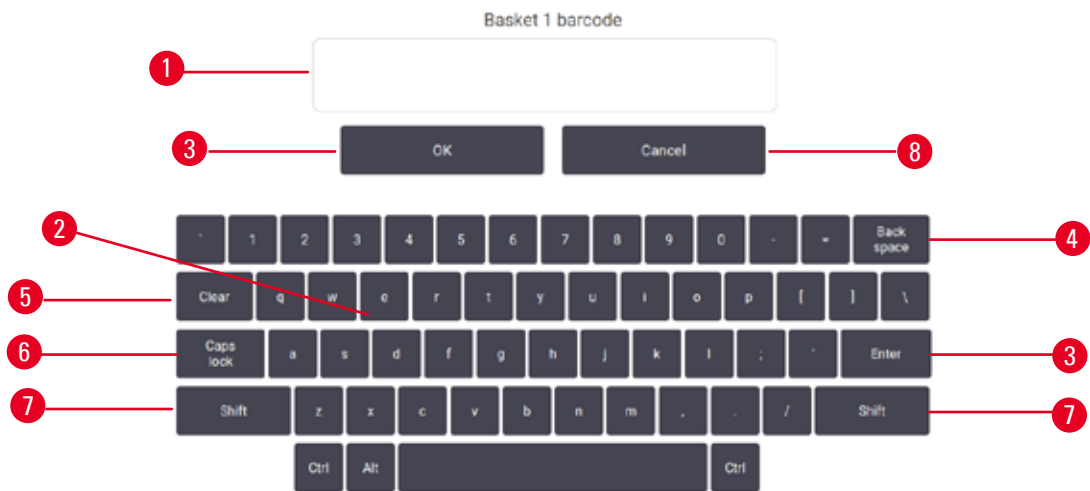 Basket 1 barcode
1
3 OK Cancel 8
2
` 1 2 3 4 5 6 7 8 9 0 - = Back space 4
5 Clear q w e r t y u i o p [ ] \
6 Caps lock a s d f g h j k l ; ' Enter 3
7 Shift z x c v b n m , . / Shift 7
Ctrl Alt Ctrl